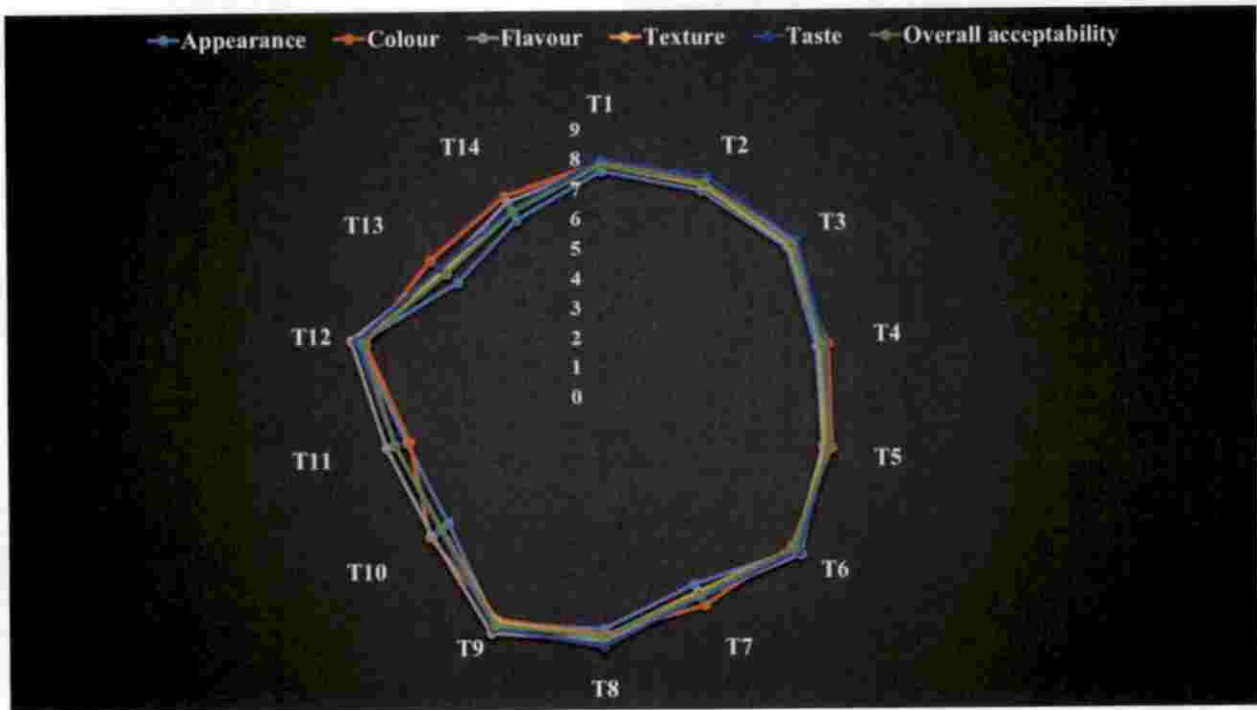 Appearance Colour Flavour Texture Taste Overall acceptability
T1
T2
T3
T4
T5
T6
T7
T8
T9
T10
T11
T12
T13
T14
9
8
7
6
5
4
3
2
1
0